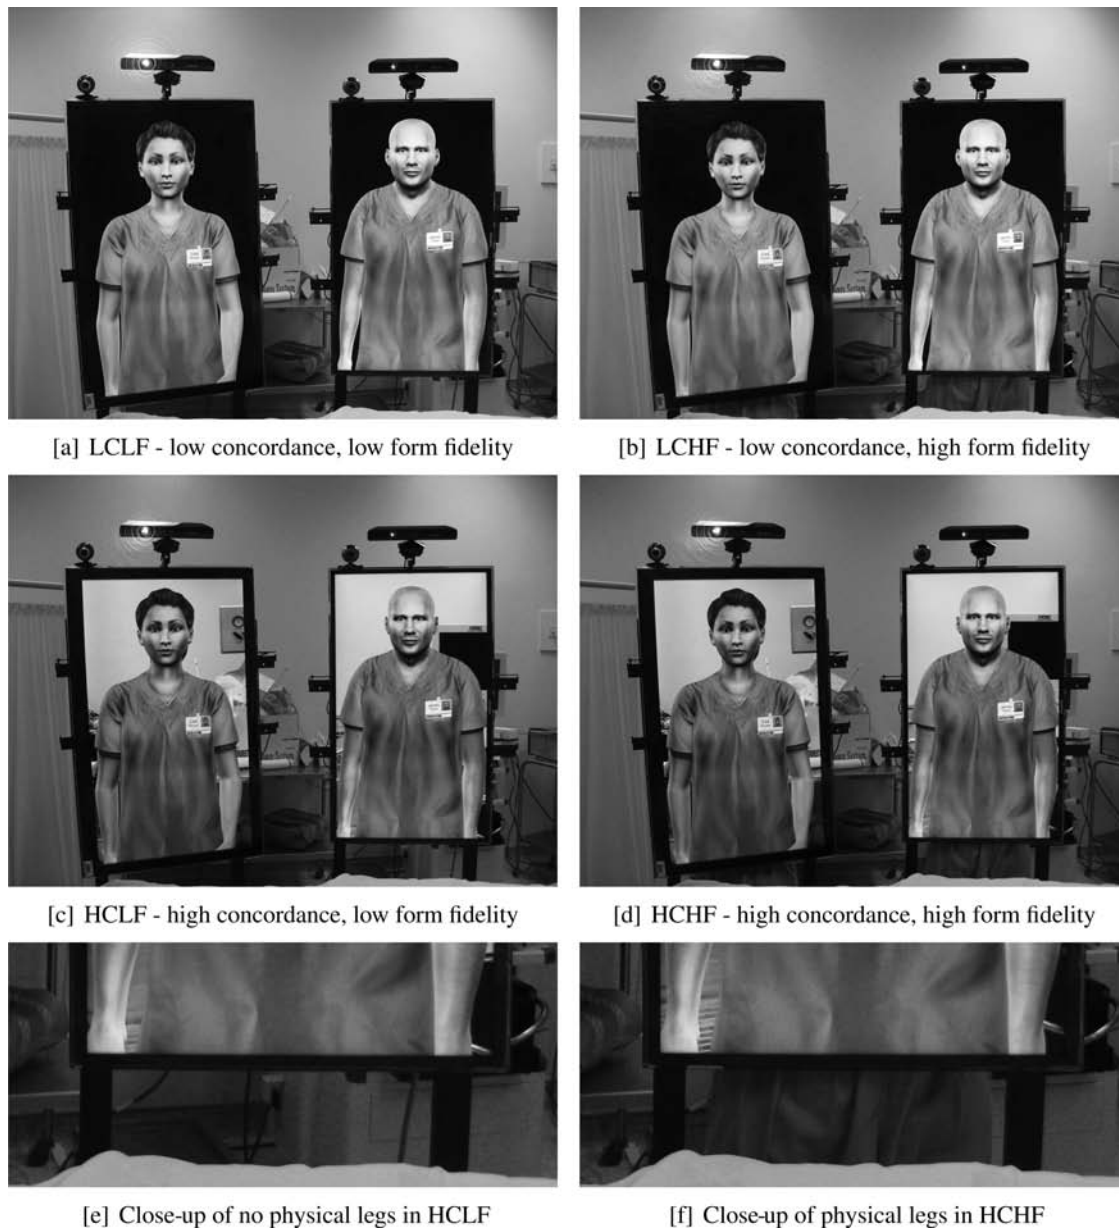 [a] LCLF - low concordance, low form fidelity
[b] LCHF - low concordance, high form fidelity
[c] HCLF - high concordance, low form fidelity
[d] HCHF - high concordance, high form fidelity
[e] Close-up of no physical legs in HCLF
[f] Close-up of physical legs in HCHF